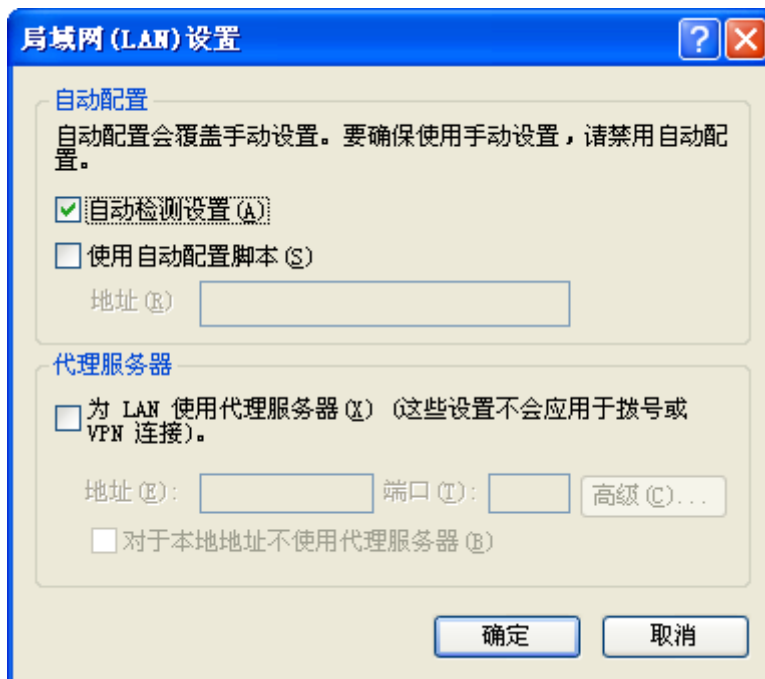 局域网(LAN)设置
自动配置
自动配置会覆盖手动设置。要确保使用手动设置，请禁用自动配
置。
自动检测设置(A)
使用自动配置脚本(S)
地址(R)
代理服务器
为 LAN 使用代理服务器(X) (这些设置不会应用于拨号或
VPN 连接)。
地址(E): 端口(T): 高级(C)...
对于本地地址不使用代理服务器(B)
确定 取消